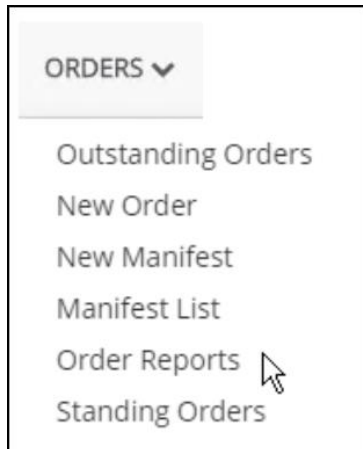 ORDERS
Outstanding Orders
New Order
New Manifest
Manifest List
Order Reports
Standing Orders